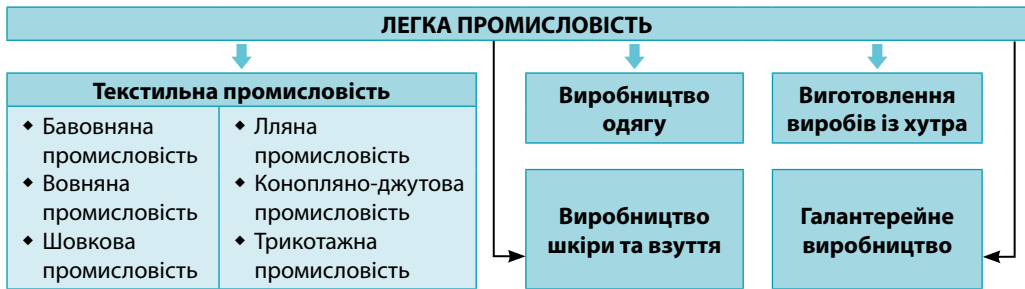 ЛЕГКА ПРОМИСЛОВІСТЬ
Текстильна промисловість
◆ Бавовняна
промисловість
◆ Вовняна
промисловість
◆ Шовкова
промисловість
◆ Лляна
промисловість
◆ Конопляно-джутова
промисловість
◆ Трикотажна
промисловість
Виробництво
одягу
Виготовлення
виробів із хутра
Виробництво
шкіри та взуття
Галантерейне
виробництво